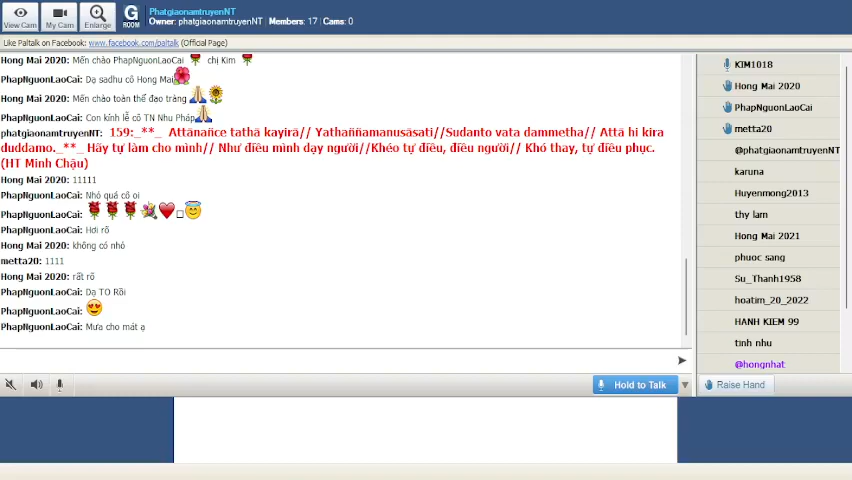 View Cam
My Cam
Enlarge
G
ROOM
PhatgiaonamtruyenNT
Owner: phatgiaonamtruyenNT | Members: 17 | Cams: 0
Like Paltalk on Facebook: www.facebook.com/paltalk (Official Page)
Hong Mai 2020: Mến chào PhapNguonLaoCai chị Kim
PhapNguonLaoCai: Dạ sadhu cô Hong Mai
Hong Mai 2020: Mến chào toàn thể đạo tràng
PhapNguonLaoCai: Con kính lễ cô TN Nhu Pháp
phatgiaonamtruyenNT: 159:_**_ Attānañce tathā kayirā// Yathaññamanusāsati//Sudanto vata dammetha// Attā hi kira
duddamo._**_ Hãy tự làm cho mình// Như điều mình dạy người//Khéo tự điều, điều người// Khó thay, tự điều phục.
(HT Minh Châu)
Hong Mai 2020: 11111
PhapNguonLaoCai: Nhỏ quá cô oi
PhapNguonLaoCai:
PhapNguonLaoCai: Hơi rõ
Hong Mai 2020: không có nhỏ
metta20: 1111
Hong Mai 2020: rất rõ
PhapNguonLaoCai: Dạ TO Rồi
PhapNguonLaoCai:
PhapNguonLaoCai: Mưa cho mát ạ
Hold to Talk
KIM1018
Hong Mai 2020
PhapNguonLaoCai
metta20
@phatgiaonamtruyenNT
karuna
Huyenmong2013
thy lam
Hong Mai 2021
phuoc sang
Su_Thanh1958
hoatim_20_2022
HANH KIEM 99
tinh nhu
@hongnhat
Raise Hand